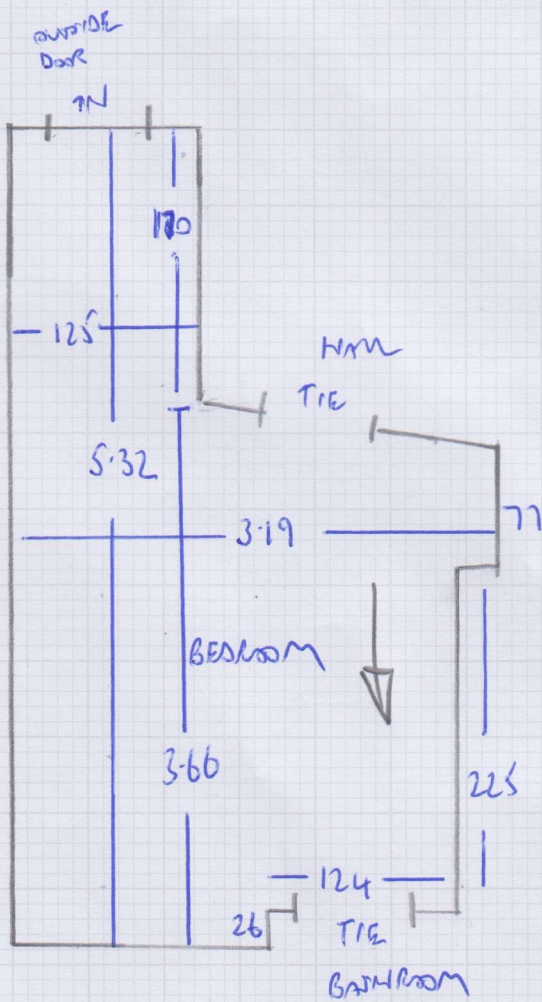 OUTSIDE
DOOR
IN
170
125
HALL
TIE
5.32
77
3.19
BEDROOM
3.66
225
124
26
TIE
BATHROOM